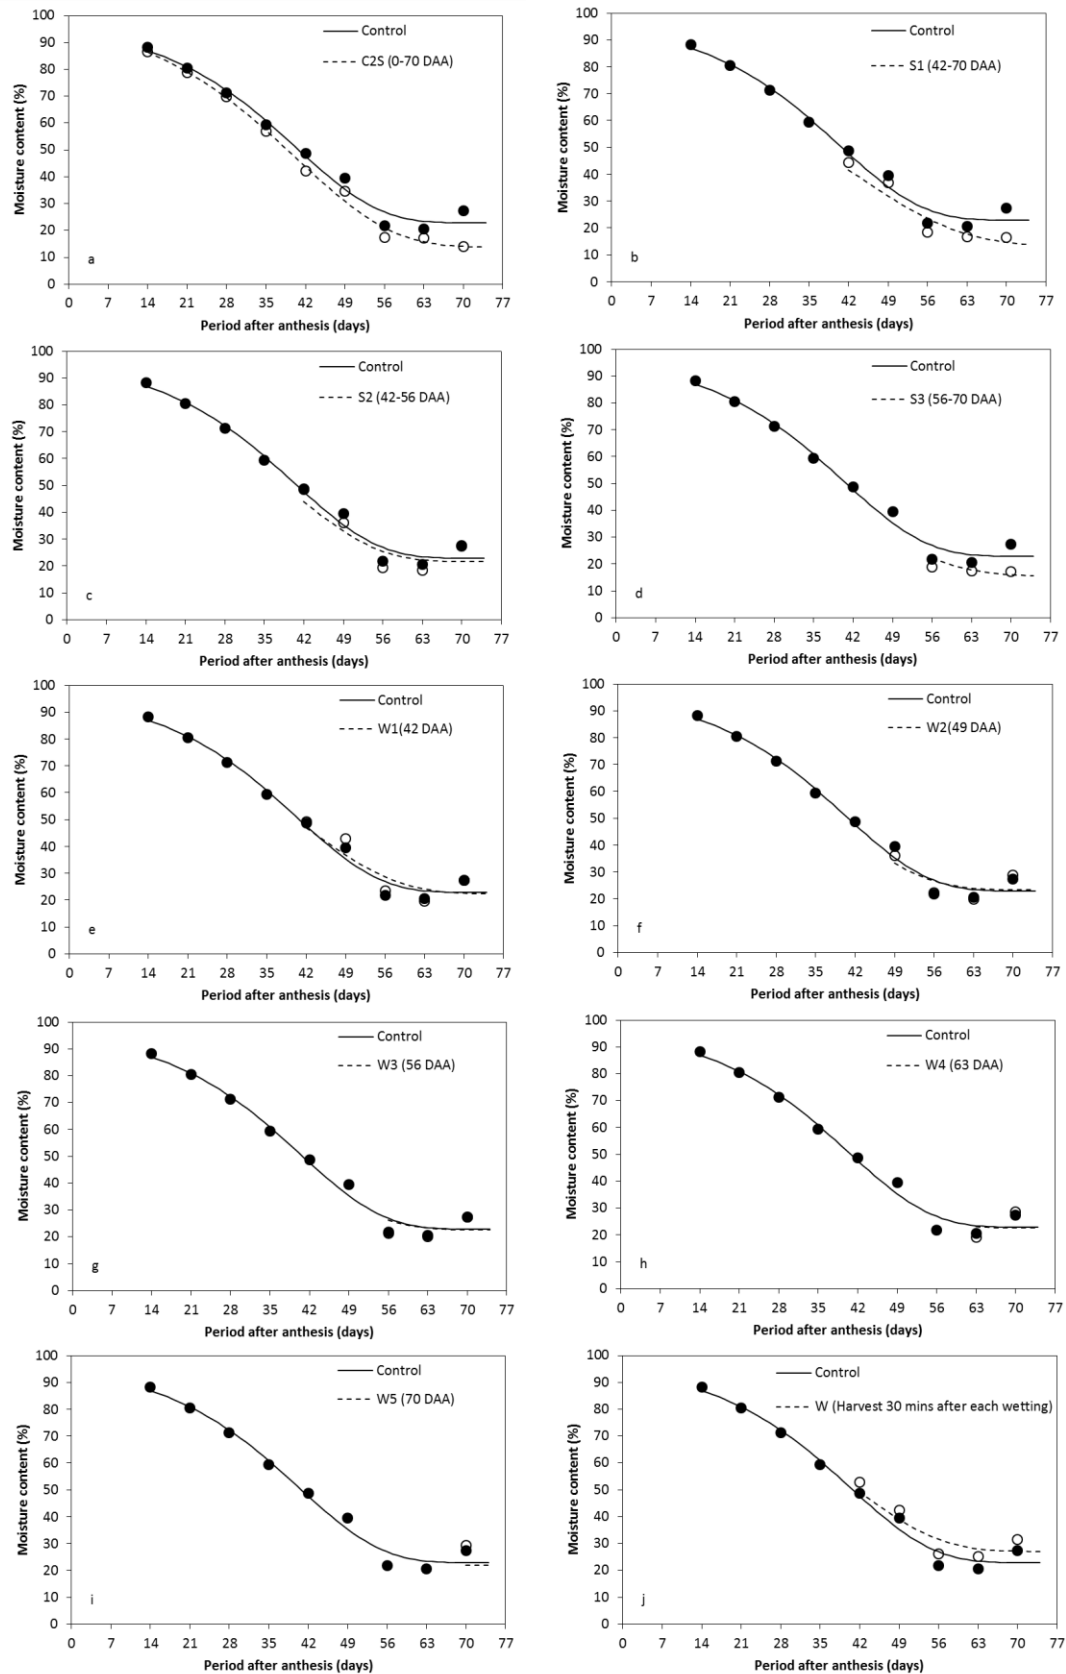 100
90
80
70
60
50
40
30
20
10
0
Moisture content (%)
Control
C2S (0-70 DAA)
a
0 7 14 21 28 35 42 49 56 63 70 77
Period after anthesis (days)
100
90
80
70
60
50
40
30
20
10
0
Moisture content (%)
Control
S1 (42-70 DAA)
b
0 7 14 21 28 35 42 49 56 63 70 77
Period after anthesis (days)
100
90
80
70
60
50
40
30
20
10
0
Moisture content (%)
Control
S2 (42-56 DAA)
c
0 7 14 21 28 35 42 49 56 63 70 77
Period after anthesis (days)
100
90
80
70
60
50
40
30
20
10
0
Moisture content (%)
Control
S3 (56-70 DAA)
d
0 7 14 21 28 35 42 49 56 63 70 77
Period after anthesis (days)
100
90
80
70
60
50
40
30
20
10
0
Moisture content (%)
Control
W1(42 DAA)
e
0 7 14 21 28 35 42 49 56 63 70 77
Period after anthesis (days)
100
90
80
70
60
50
40
30
20
10
0
Moisture content (%)
Control
W2(49 DAA)
f
0 7 14 21 28 35 42 49 56 63 70 77
Period after anthesis (days)
100
90
80
70
60
50
40
30
20
10
0
Moisture content (%)
Control
W3 (56 DAA)
g
0 7 14 21 28 35 42 49 56 63 70 77
Period after anthesis (days)
100
90
80
70
60
50
40
30
20
10
0
Moisture content (%)
Control
W4 (63 DAA)
h
0 7 14 21 28 35 42 49 56 63 70 77
Period after anthesis (days)
100
90
80
70
60
50
40
30
20
10
0
Moisture content (%)
Control
W5 (70 DAA)
i
0 7 14 21 28 35 42 49 56 63 70 77
Period after anthesis (days)
100
90
80
70
60
50
40
30
20
10
0
Moisture content (%)
Control
W (Harvest 30 mins after each wetting)
j
0 7 14 21 28 35 42 49 56 63 70 77
Period after anthesis (days)